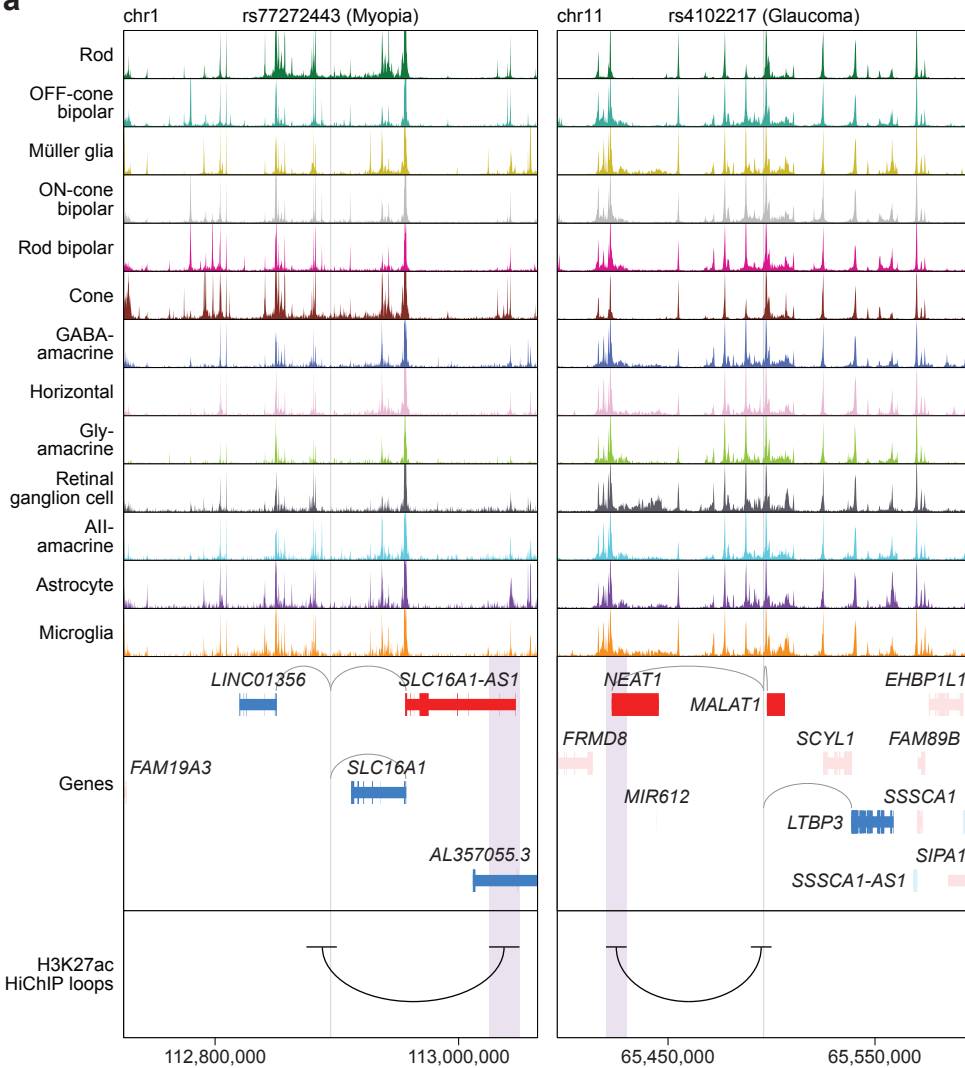 a
chr1
rs77272443 (Myopia)
chr11
rs4102217 (Glaucoma)
Rod
OFF-cone
bipolar
Müller glia
ON-cone
bipolar
Rod bipolar
Cone
GABA-
amacrine
Horizontal
Gly-
amacrine
Retinal
ganglion cell
AII-
amacrine
Astrocyte
Microglia
Genes
LINC01356
SLC16A1-AS1
FAM19A3
SLC16A1
AL357055.3
NEAT1
MALAT1
EHBP1L1
FRMD8
SCYL1
FAM89B
MIR612
SSSCA1
LTBP3
SIPA1
SSSCA1-AS1
H3K27ac
HiChIP loops
112,800,000
113,000,000
65,450,000
65,550,000